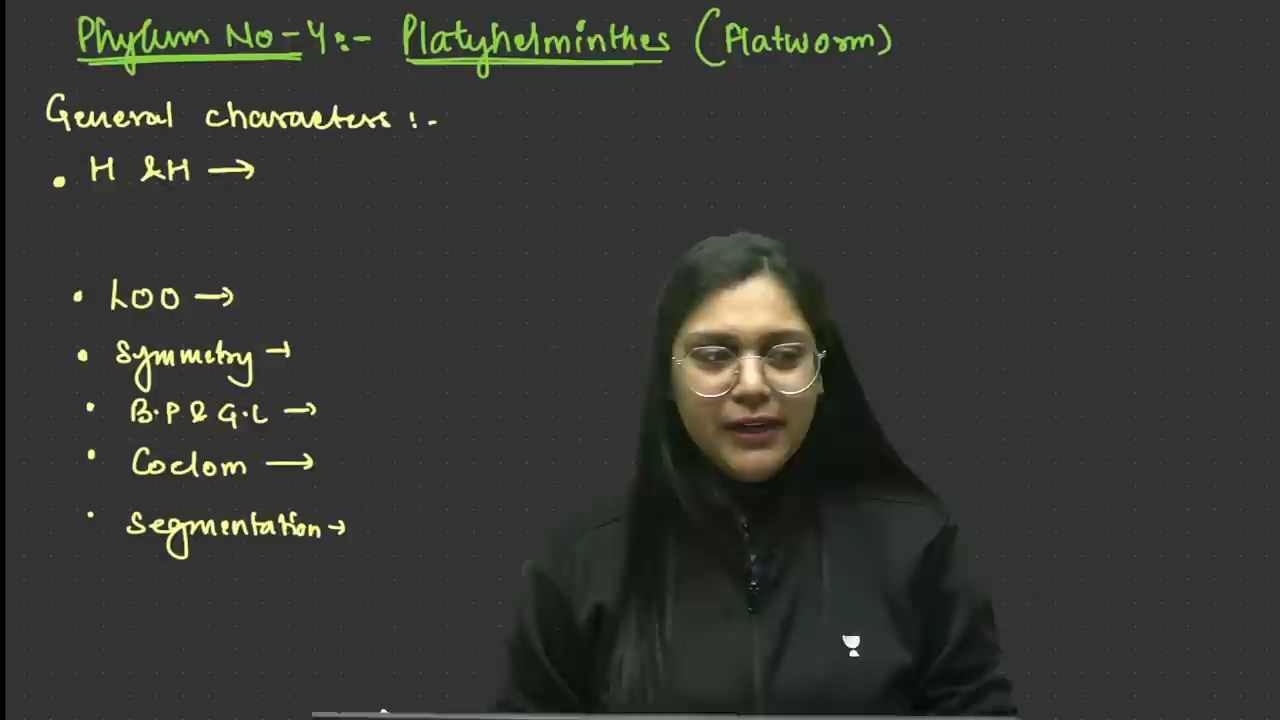 Phylum No-4:- Platyhelminthes (Flatworm)
General characters :-
• H & H →
• LOO →
• Symmetry →
• B.P & G.L →
• Coelom →
• Segmentation →